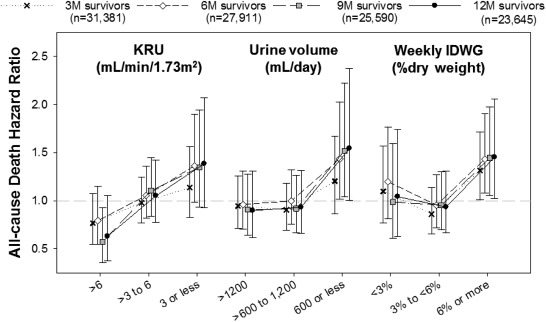 3M survivors 6M survivors 9M survivors 12M survivors
(n=31,381) (n=27,911) (n=25,590) (n=23,645)
KRU Urine volume Weekly IDWG
(mL/min/1.73m²) (mL/day) (%dry weight)
All-cause Death Hazard Ratio
2.5
2.0
1.5
1.0
0.5
>6 >3 to 6 3 or less >1200 >600 to 1,200 600 or less <3% 3% to <6% 6% or more